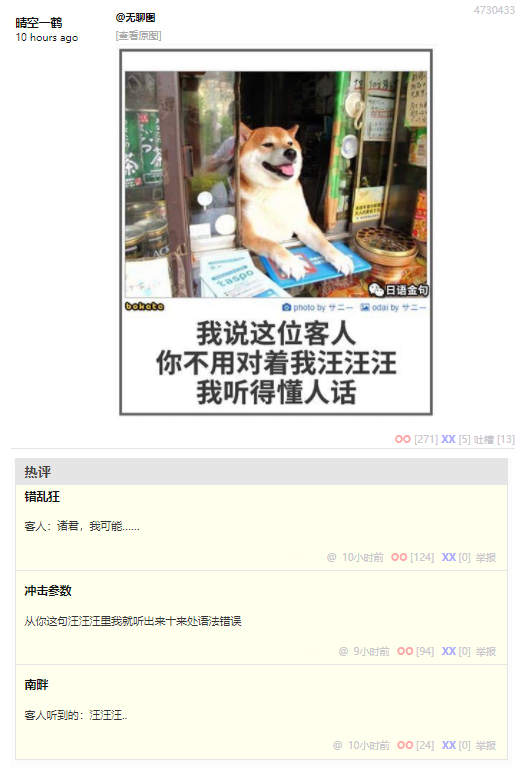 4730433
晴空一鹤
10 hours ago
@无聊图
[查看原图]
茶
茶
taspo
日语金句
bokete
photo by サニー
odai by サニー
我说这位客人
你不用对着我汪汪汪
我听得懂人话
OO [271] XX [5] 吐槽 [13]
热评
错乱狂
客人：诸君，我可能......
@ 10小时前 OO [124] XX [0] 举报
冲击参数
从你这句汪汪汪里我就听出来十来处语法错误
@ 9小时前 OO [94] XX [0] 举报
南畔
客人听到的：汪汪汪..
@ 10小时前 OO [24] XX [0] 举报